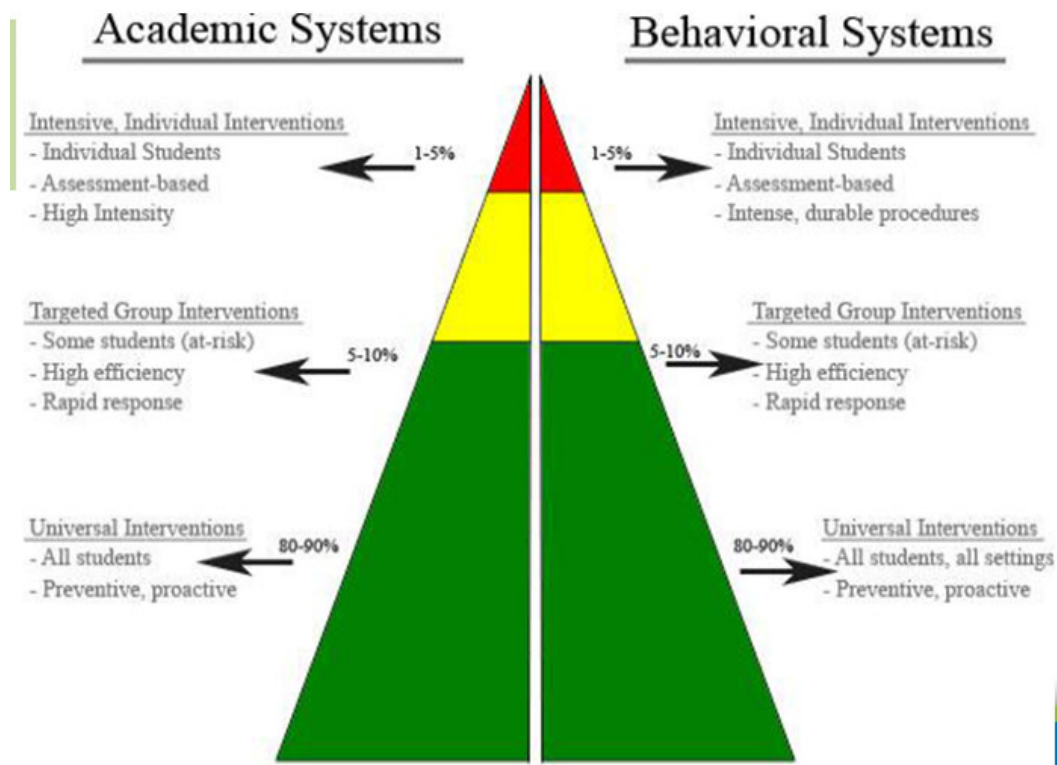 Academic Systems
Intensive, Individual Interventions
- Individual Students
- Assessment-based
- High Intensity
1-5%
Targeted Group Interventions
- Some students (at-risk)
- High efficiency
- Rapid response
5-10%
Universal Interventions
- All students
- Preventive, proactive
80-90%
Behavioral Systems
1-5%
Intensive, Individual Interventions
- Individual Students
- Assessment-based
- Intense, durable procedures
5-10%
Targeted Group Interventions
- Some students (at-risk)
- High efficiency
- Rapid response
80-90%
Universal Interventions
- All students, all settings
- Preventive, proactive